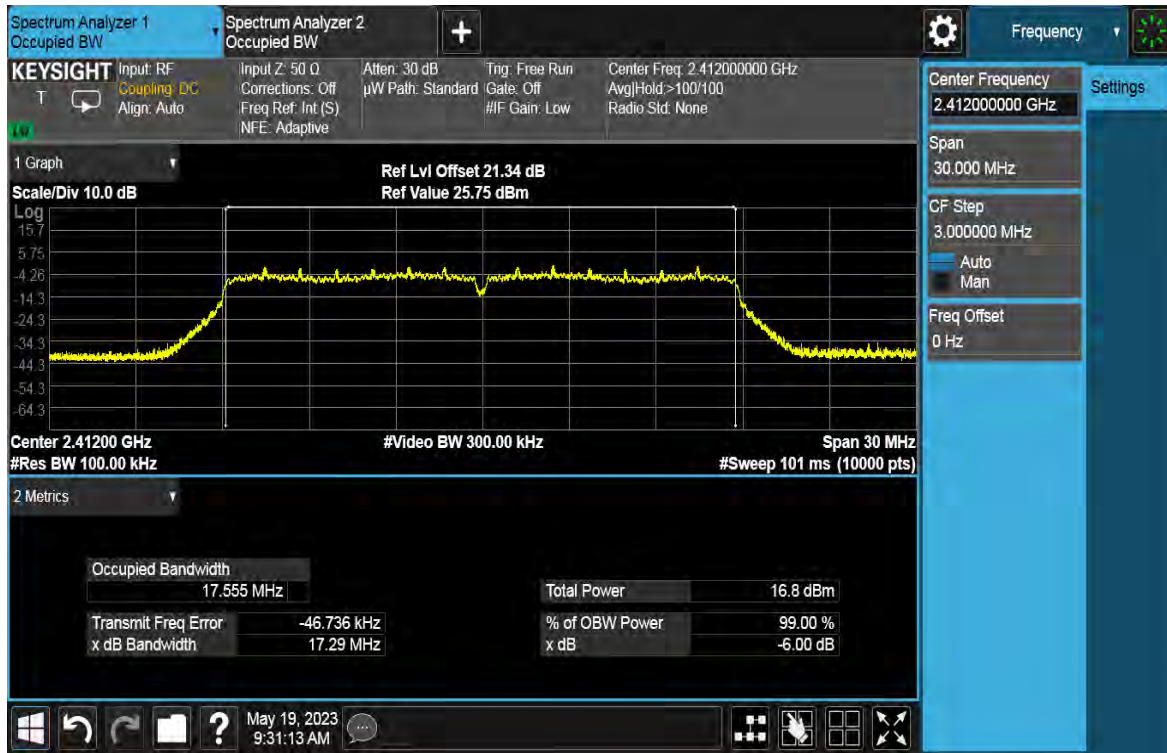 Spectrum Analyzer 1
Occupied BW
Spectrum Analyzer 2
Occupied BW
+
Frequency
KEYSIGHT
T
Input: RF
Coupling: DC
Align: Auto
Input Z: 50 Ω
Corrections: Off
Freq Ref: Int (S)
NFE: Adaptive
Atten: 30 dB
µW Path: Standard
Trig: Free Run
Gate: Off
#IF Gain: Low
Center Freq: 2.412000000 GHz
Avg|Hold:>100/100
Radio Std: None
1 Graph
Scale/Div 10.0 dB
Ref Lvl Offset 21.34 dB
Ref Value 25.75 dBm
Log
15.7
5.75
-4.26
-14.3
-24.3
-34.3
-44.3
-54.3
-64.3
Center 2.41200 GHz
#Video BW 300.00 kHz
Span 30 MHz
#Res BW 100.00 kHz
#Sweep 101 ms (10000 pts)
2 Metrics
Occupied Bandwidth
17.555 MHz
Total Power 16.8 dBm
Transmit Freq Error -46.736 kHz
% of OBW Power 99.00 %
x dB Bandwidth 17.29 MHz
x dB -6.00 dB
?
May 19, 2023
9:31:13 AM
Center Frequency
2.412000000 GHz
Settings
Span
30.000 MHz
CF Step
3.000000 MHz
Auto
Man
Freq Offset
0 Hz